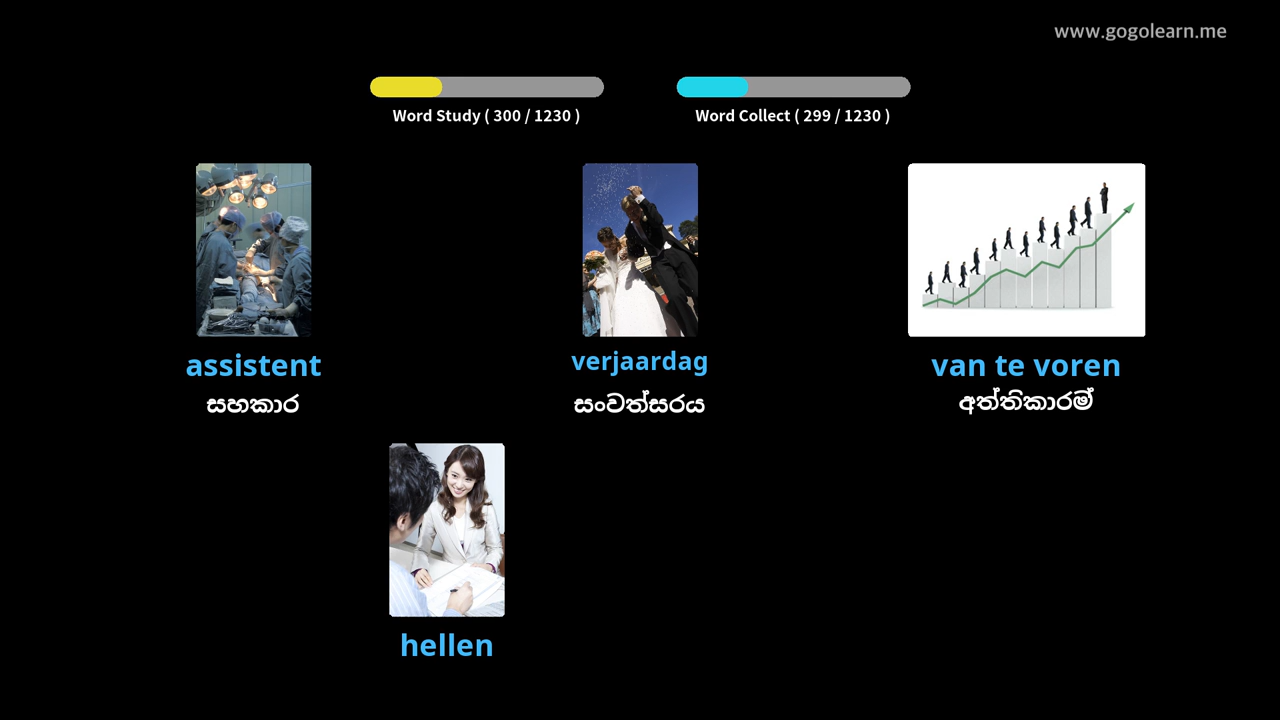 www.gogolearn.me
Word Study ( 300 / 1230 )
Word Collect ( 299 / 1230 )
assistent
verjaardag
van te voren
සහකාර
සංවත්සරය
අත්තිකාරම්
hellen